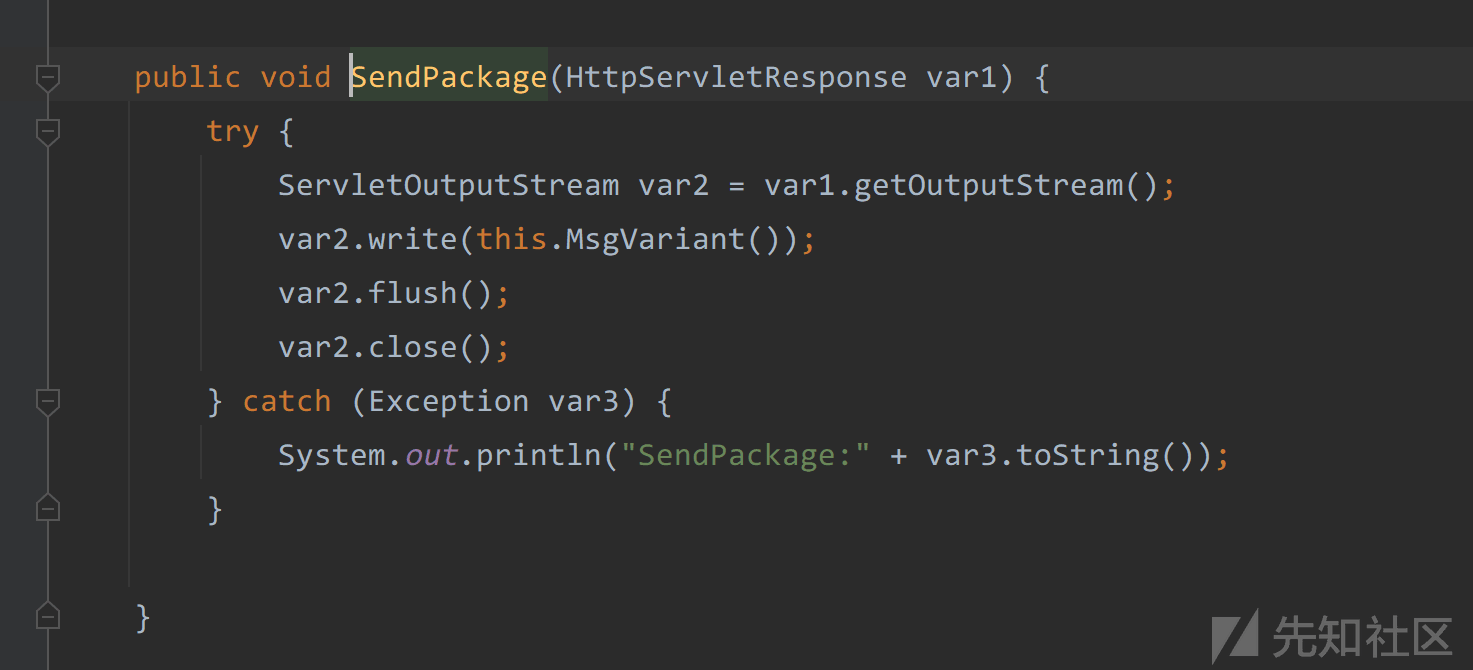 public void SendPackage(HttpServletResponse var1) {
try {
ServletOutputStream var2 = var1.getOutputStream();
var2.write(this.MsgVariant());
var2.flush();
var2.close();
} catch (Exception var3) {
System.out.println("SendPackage:" + var3.toString());
}
}
先知社区